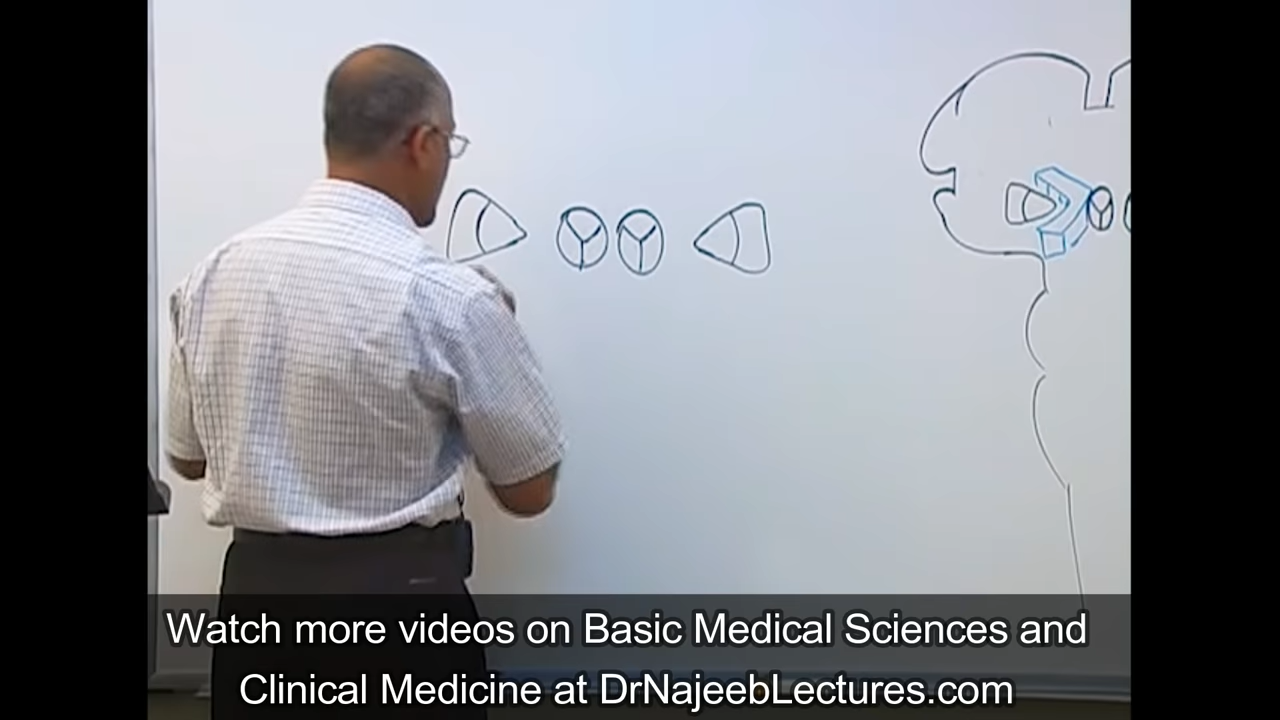 Watch more videos on Basic Medical Sciences and
Clinical Medicine at DrNajeebLectures.com